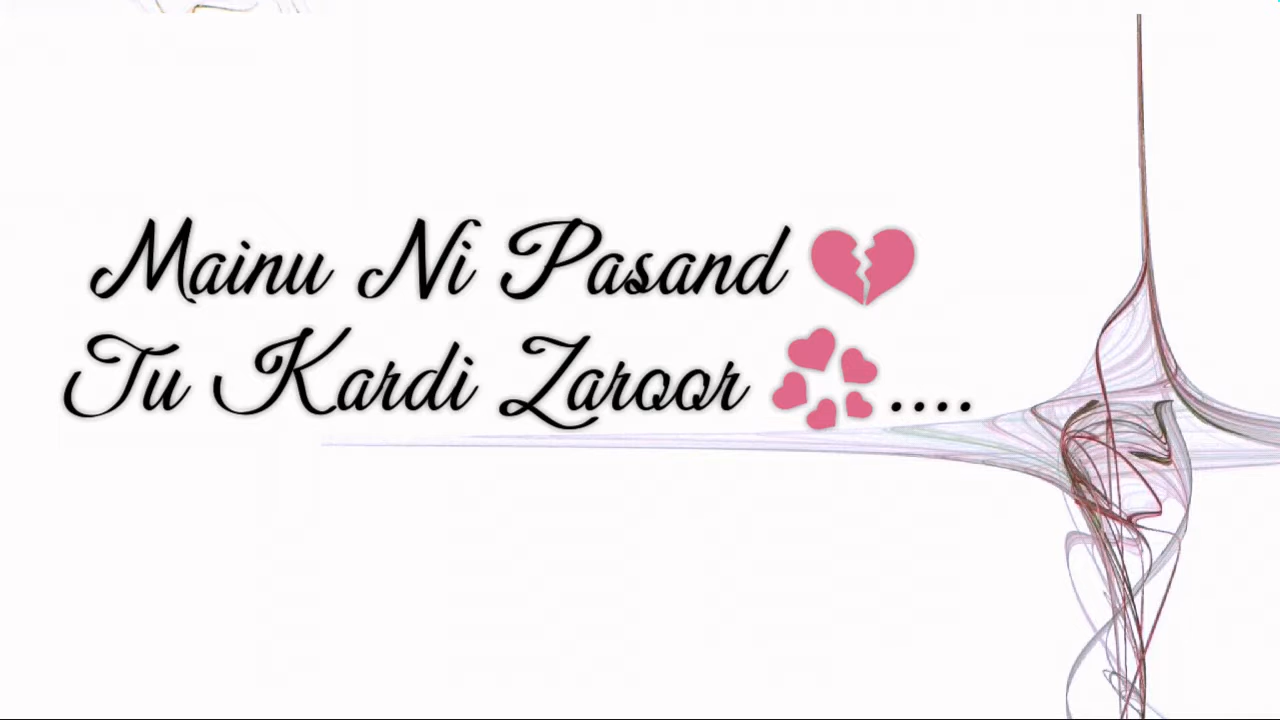 Mainu Ni Pasand 💔
Tu Kardi Zaroor 💞....